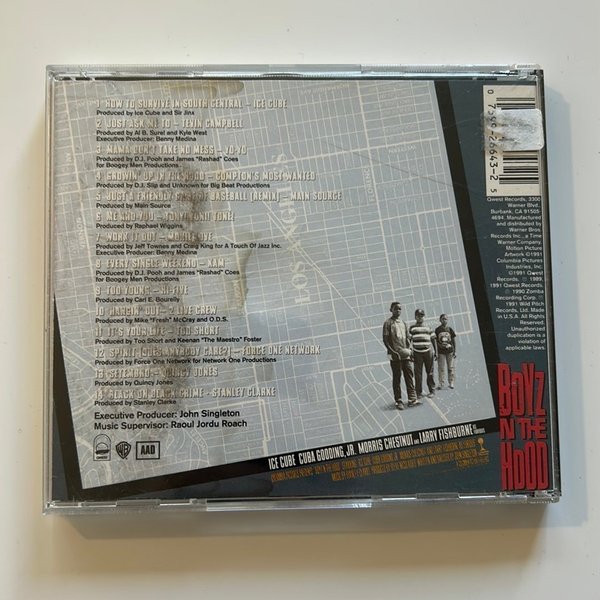 1 HOW TO SURVIVE IN SOUTH CENTRAL – ICE CUBE
Produced by Ice Cube and Sir Jinx
2 JUST ASK ME TO – TEVIN CAMPBELL
Produced by Al B. Sure! and Kyle West
Executive Producer: Benny Medina
3 MAMA DON'T TAKE NO MESS – YO-YO
Produced by D.J. Pooh and James "Rashad" Coes
for Boogey Men Productions
4 GROWIN' UP IN THE HOOD – COMPTON'S MOST WANTED
Produced by D.J. Slip and Unknown for Big Beat Productions
5 JUST A FRIENDLY GAME OF BASEBALL (REMIX) – MAIN SOURCE
Produced by Main Source
6 ME AND YOU – TONY! TONI! TONE!
Produced by Raphael Wiggins
7 WORK IT OUT – MONIE LOVE
Produced by Jeff Townes and Craig King for A Touch Of Jazz Inc.
Executive Producer: Benny Medina
8 EVERY SINGLE WEEKEND – KAM
Produced by D.J. Pooh and James "Rashad" Coes
for Boogey Men Productions
9 TOO YOUNG – HI-FIVE
Produced by Carl E. Bourelly
10 HANGIN' OUT – 2 LIVE CREW
Produced by Mike "Fresh" McCray and O.D.S.
11 IT'S YOUR LIFE – TOO SHORT
Produced by Too Short and Keenan "The Maestro" Foster
12 SPIRIT (DOES ANYBODY CARE?) – FORCE ONE NETWORK
Produced by Force One Network for Network One Productions
13 SETEMBRO – QUINCY JONES
Produced by Quincy Jones
14 BLACK ON BLACK CRIME – STANLEY CLARKE
Produced by Stanley Clarke
Executive Producer: John Singleton
Music Supervisor: Raoul Jordu Roach
WB
AAD
LOS ANGELES
ICE CUBE CUBA GOODING, JR. MORRIS CHESTNUT AND LARRY FISHBURNE AS FURIOUS
26643-2 5
Qwest Records, 3300
Warner Blvd.,
Burbank, CA 91505-
4694. Manufactured
and distributed by
Warner Bros.
Records Inc., a Time
Warner Company.
Motion Picture
Artwork ©1991
Columbia Pictures
Industries, Inc.
©1991 Qwest
Records. ℗ 1989,
1991 Qwest Records.
℗ 1990 Zomba
Recording Corp. ℗
1991 Wild Pitch
Records, Ltd. Made
in U.S.A. All Rights
Reserved.
Unauthorized
duplication is a
violation of
applicable laws.
BOYZ
N THE
HOOD